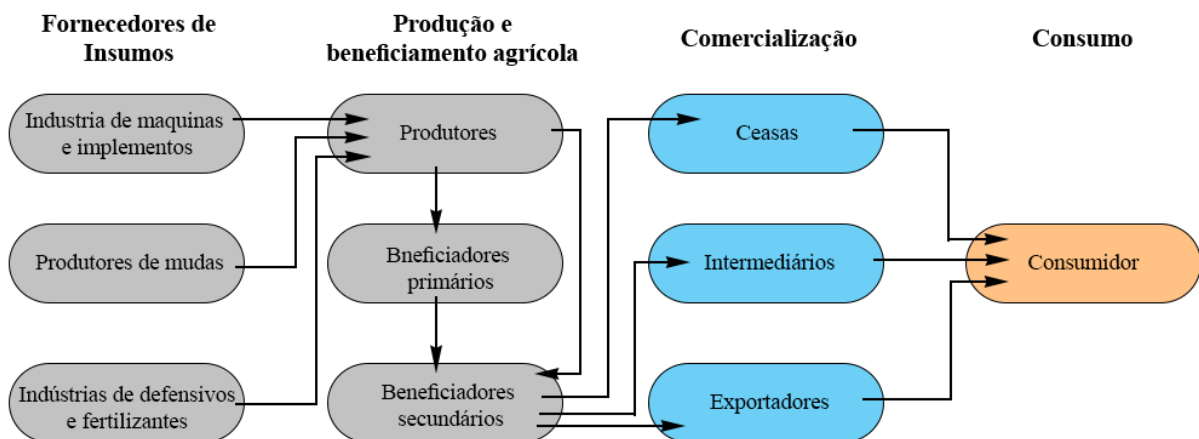 Fornecedores de
Insumos
Produção e
beneficiamento agrícola
Comercialização
Consumo
Industria de maquinas
e implementos
Produtores
Ceasas
Produtores de mudas
Bneficiadores
primários
Intermediários
Consumidor
Indústrias de defensivos
e fertilizantes
Beneficiadores
secundários
Exportadores